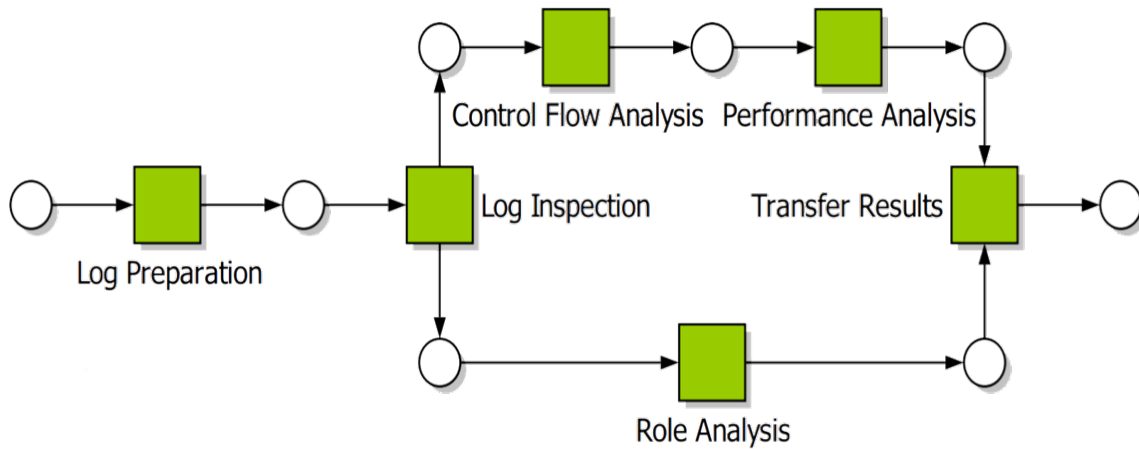 Control Flow Analysis
Performance Analysis
Log Inspection
Transfer Results
Log Preparation
Role Analysis